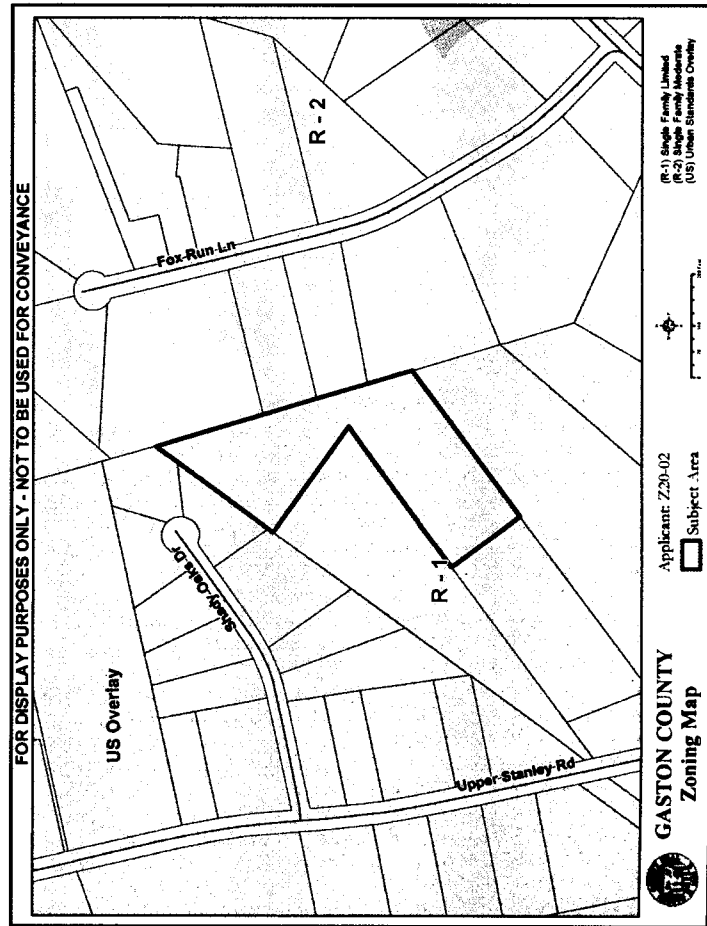 FOR DISPLAY PURPOSES ONLY - NOT TO BE USED FOR CONVEYANCE
US Overlay
Shady Oaks Dr
Fox Run Ln
R - 2
R - 1
Upper Stanley Rd
GASTON COUNTY
Zoning Map
Applicant: Z20-02
Subject Area
(R-1) Single Family Limited
(R-2) Single Family Moderate
(US) Urban Standards Overlay